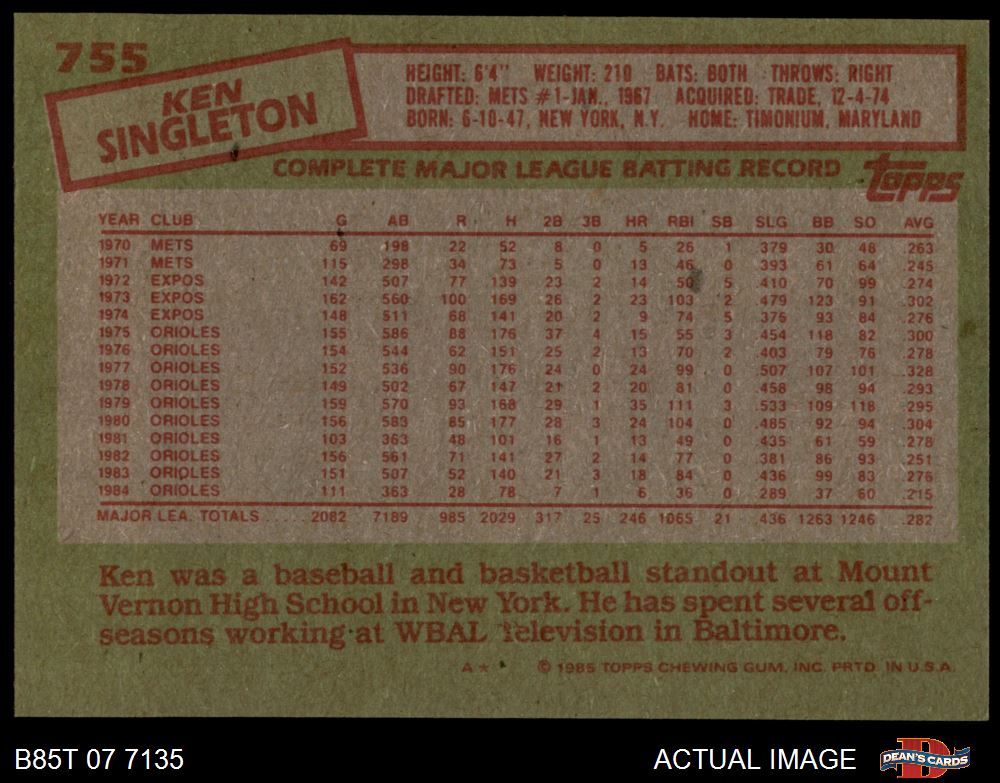 755
KEN
SINGLETON
HEIGHT: 6'4" WEIGHT: 210 BATS: BOTH THROWS: RIGHT
DRAFTED: METS #1-JAN., 1967 ACQUIRED: TRADE, 12-4-74
BORN: 6-10-47, NEW YORK, N.Y. HOME: TIMONIUM, MARYLAND
COMPLETE MAJOR LEAGUE BATTING RECORD
topps
YEAR CLUB G AB R H 2B 3B HR RBI SB SLG BB SO AVG
1970 METS 69 198 22 52 8 0 5 26 1 .379 30 48 .263
1971 METS 115 298 34 73 5 0 13 46 0 .393 61 64 .245
1972 EXPOS 142 507 77 139 23 2 14 50 5 .410 70 99 .274
1973 EXPOS 162 560 100 169 26 2 23 103 2 .479 123 91 .302
1974 EXPOS 148 511 68 141 20 2 9 74 5 .376 93 84 .276
1975 ORIOLES 155 586 88 176 37 4 15 55 3 .454 118 82 .300
1976 ORIOLES 154 544 62 151 25 2 13 70 2 .403 79 76 .278
1977 ORIOLES 152 536 90 176 24 0 24 99 0 .507 107 101 .328
1978 ORIOLES 149 502 67 147 21 2 20 81 0 .458 98 94 .293
1979 ORIOLES 159 570 93 168 29 1 35 111 3 .533 109 118 .295
1980 ORIOLES 156 583 85 177 28 3 24 104 0 .485 92 94 .304
1981 ORIOLES 103 363 48 101 16 1 13 49 0 .435 61 59 .278
1982 ORIOLES 156 561 71 141 27 2 14 77 0 .381 86 93 .251
1983 ORIOLES 151 507 52 140 21 3 18 84 0 .436 99 83 .276
1984 ORIOLES 111 363 28 78 7 1 6 36 0 .289 37 60 .215
MAJOR LEA. TOTALS..... 2082 7189 985 2029 317 25 246 1065 21 .436 1263 1246 .282
Ken was a baseball and basketball standout at Mount
Vernon High School in New York. He has spent several off-
seasons working at WBAL Television in Baltimore.
A* © 1985 TOPPS CHEWING GUM, INC. PRTD. IN U.S.A.
B85T 07 7135 ACTUAL IMAGE DEAN'S CARDS